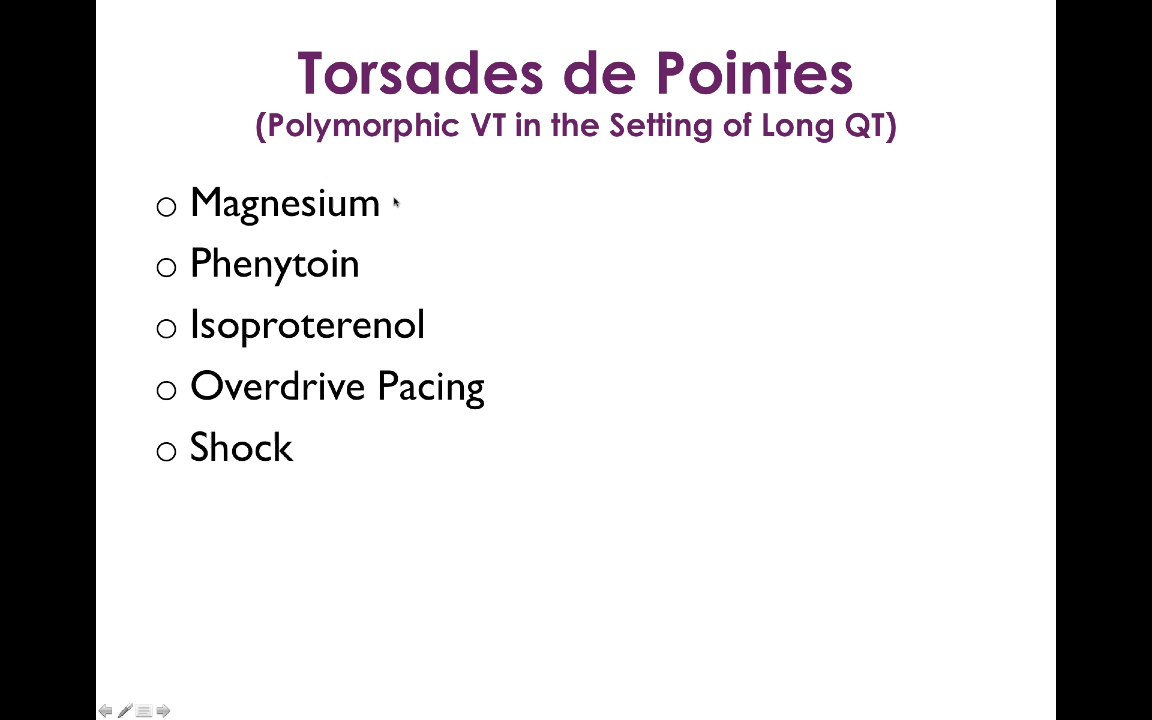 Torsades de Pointes
(Polymorphic VT in the Setting of Long QT)
Magnesium
Phenytoin
Isoproterenol
Overdrive Pacing
Shock